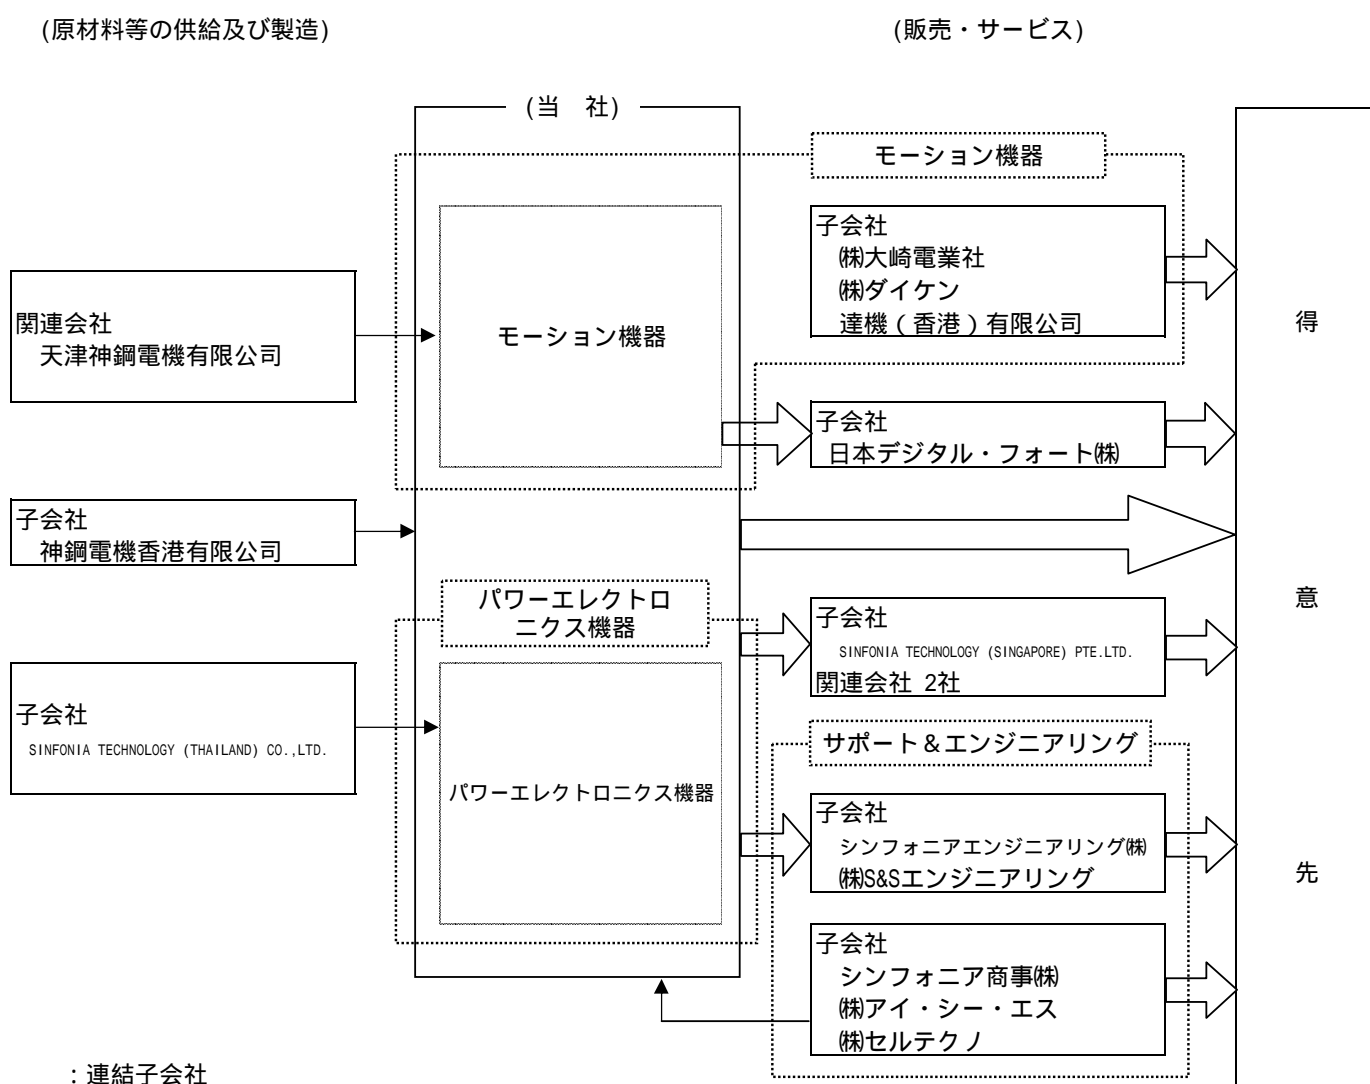 (原材料等の供給及び製造)
(販売・サービス)
(当　社)
モーション機器
子会社
㈱大崎電業社
㈱ダイケン
達機（香港）有限公司
関連会社
天津神鋼電機有限公司
モーション機器
子会社
日本デジタル・フォート㈱
子会社
神鋼電機香港有限公司
パワーエレクトロ
ニクス機器
子会社
SINFONIA TECHNOLOGY (SINGAPORE) PTE.LTD.
関連会社 2社
子会社
SINFONIA TECHNOLOGY (THAILAND) CO.,LTD.
パワーエレクトロニクス機器
サポート＆エンジニアリング
子会社
シンフォニアエンジニアリング㈱
㈱S&Sエンジニアリング
子会社
シンフォニア商事㈱
㈱アイ・シー・エス
㈱セルテクノ
得
意
先
：連結子会社